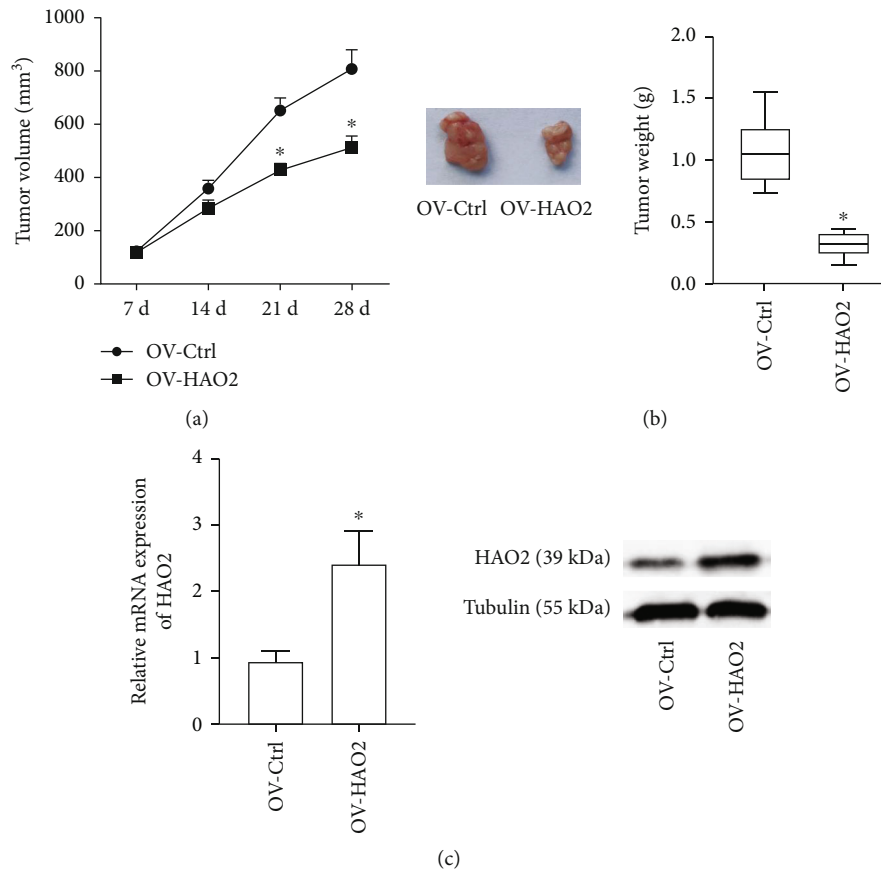 1000
800
600
400
200
0
Tumor volume (mm³)
*
*
7 d 14 d 21 d 28 d
OV-Ctrl
OV-HAO2
(a)
OV-Ctrl OV-HAO2
2.0
1.5
1.0
0.5
0.0
Tumor weight (g)
*
OV-Ctrl
OV-HAO2
(b)
4
3
2
1
0
Relative mRNA expression
of HAO2
*
OV-Ctrl
OV-HAO2
HAO2 (39 kDa)
Tubulin (55 kDa)
OV-Ctrl
OV-HAO2
(c)